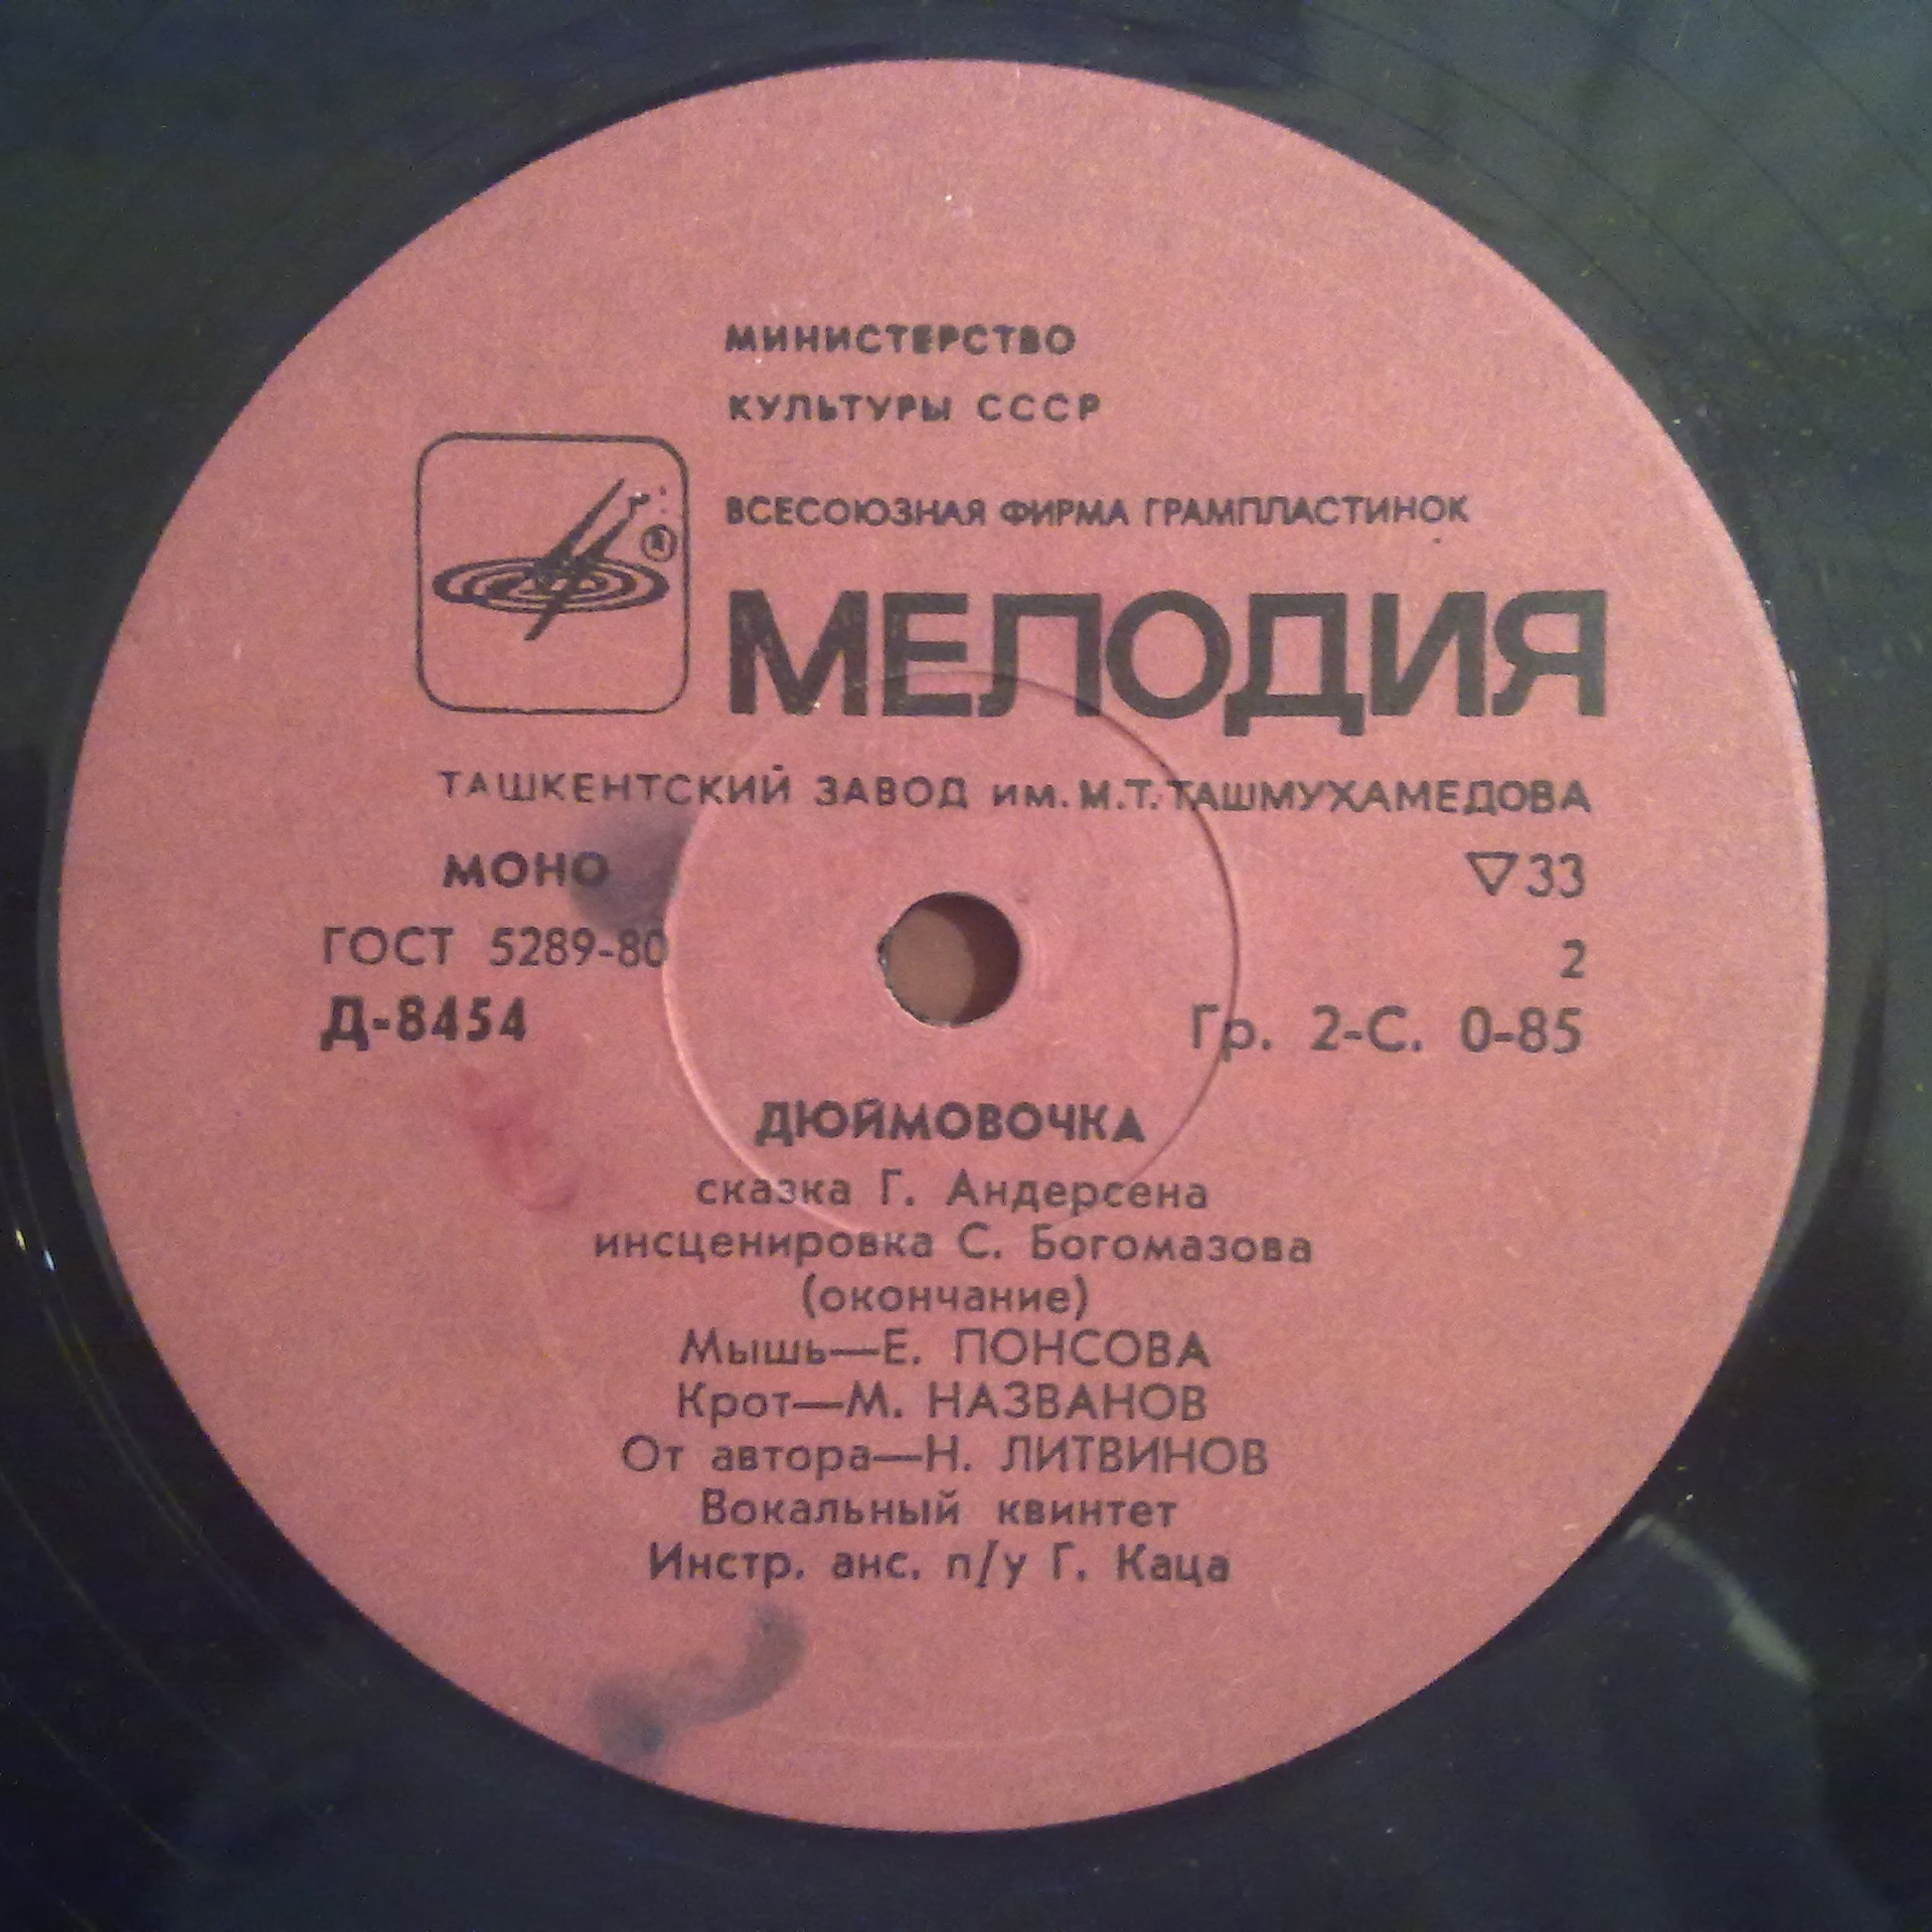 МИНИСТЕРСТВО
КУЛЬТУРЫ СССР
ВСЕСОЮЗНАЯ ФИРМА ГРАМПЛАСТИНОК
МЕЛОДИЯ
ТАШКЕНТСКИЙ ЗАВОД им. М.Т. ТАШМУХАМЕДОВА
МОНО
▽33
ГОСТ 5289-80
2
Д-8454
Гр. 2-С. 0-85
ДЮЙМОВОЧКА
сказка Г. Андерсена
инсценировка С. Богомазова
(окончание)
Мышь—Е. ПОНСОВА
Крот—М. НАЗВАНОВ
От автора—Н. ЛИТВИНОВ
Вокальный квинтет
Инстр. анс. п/у Г. Каца